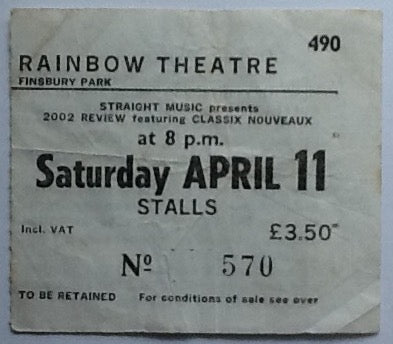 490
RAINBOW THEATRE
FINSBURY PARK
STRAIGHT MUSIC presents
2002 REVIEW featuring CLASSIX NOUVEAUX
at 8 p.m.
Saturday APRIL 11
STALLS
Incl. VAT £3.50
Nº 570
TO BE RETAINED For conditions of sale see over